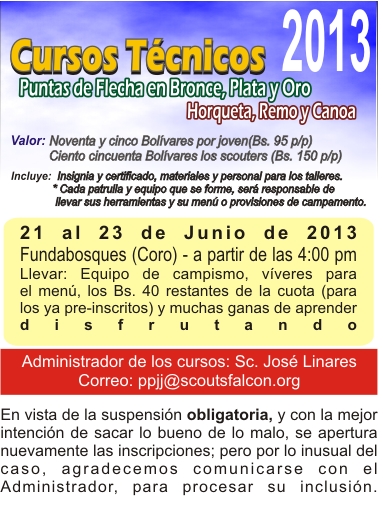 Cursos Técnicos 2013
Puntas de Flecha en Bronce, Plata y Oro
Horqueta, Remo y Canoa
Valor: Noventa y cinco Bolívares por joven(Bs. 95 p/p)
Ciento cincuenta Bolívares los scouters (Bs. 150 p/p)
Incluye: Insignia y certificado, materiales y personal para los talleres.
* Cada patrulla y equipo que se forme, será responsable de
llevar sus herramientas y su menú o provisiones de campamento.
21 al 23 de Junio de 2013
Fundabosques (Coro) - a partir de las 4:00 pm
Llevar: Equipo de campismo, víveres para
el menú, los Bs. 40 restantes de la cuota (para
los ya pre-inscritos) y muchas ganas de aprender
disfrutando
Administrador de los cursos: Sc. José Linares
Correo: ppjj@scoutsfalcon.org
En vista de la suspensión obligatoria, y con la mejor
intención de sacar lo bueno de lo malo, se apertura
nuevamente las inscripciones; pero por lo inusual del
caso, agradecemos comunicarse con el
Administrador, para procesar su inclusión.